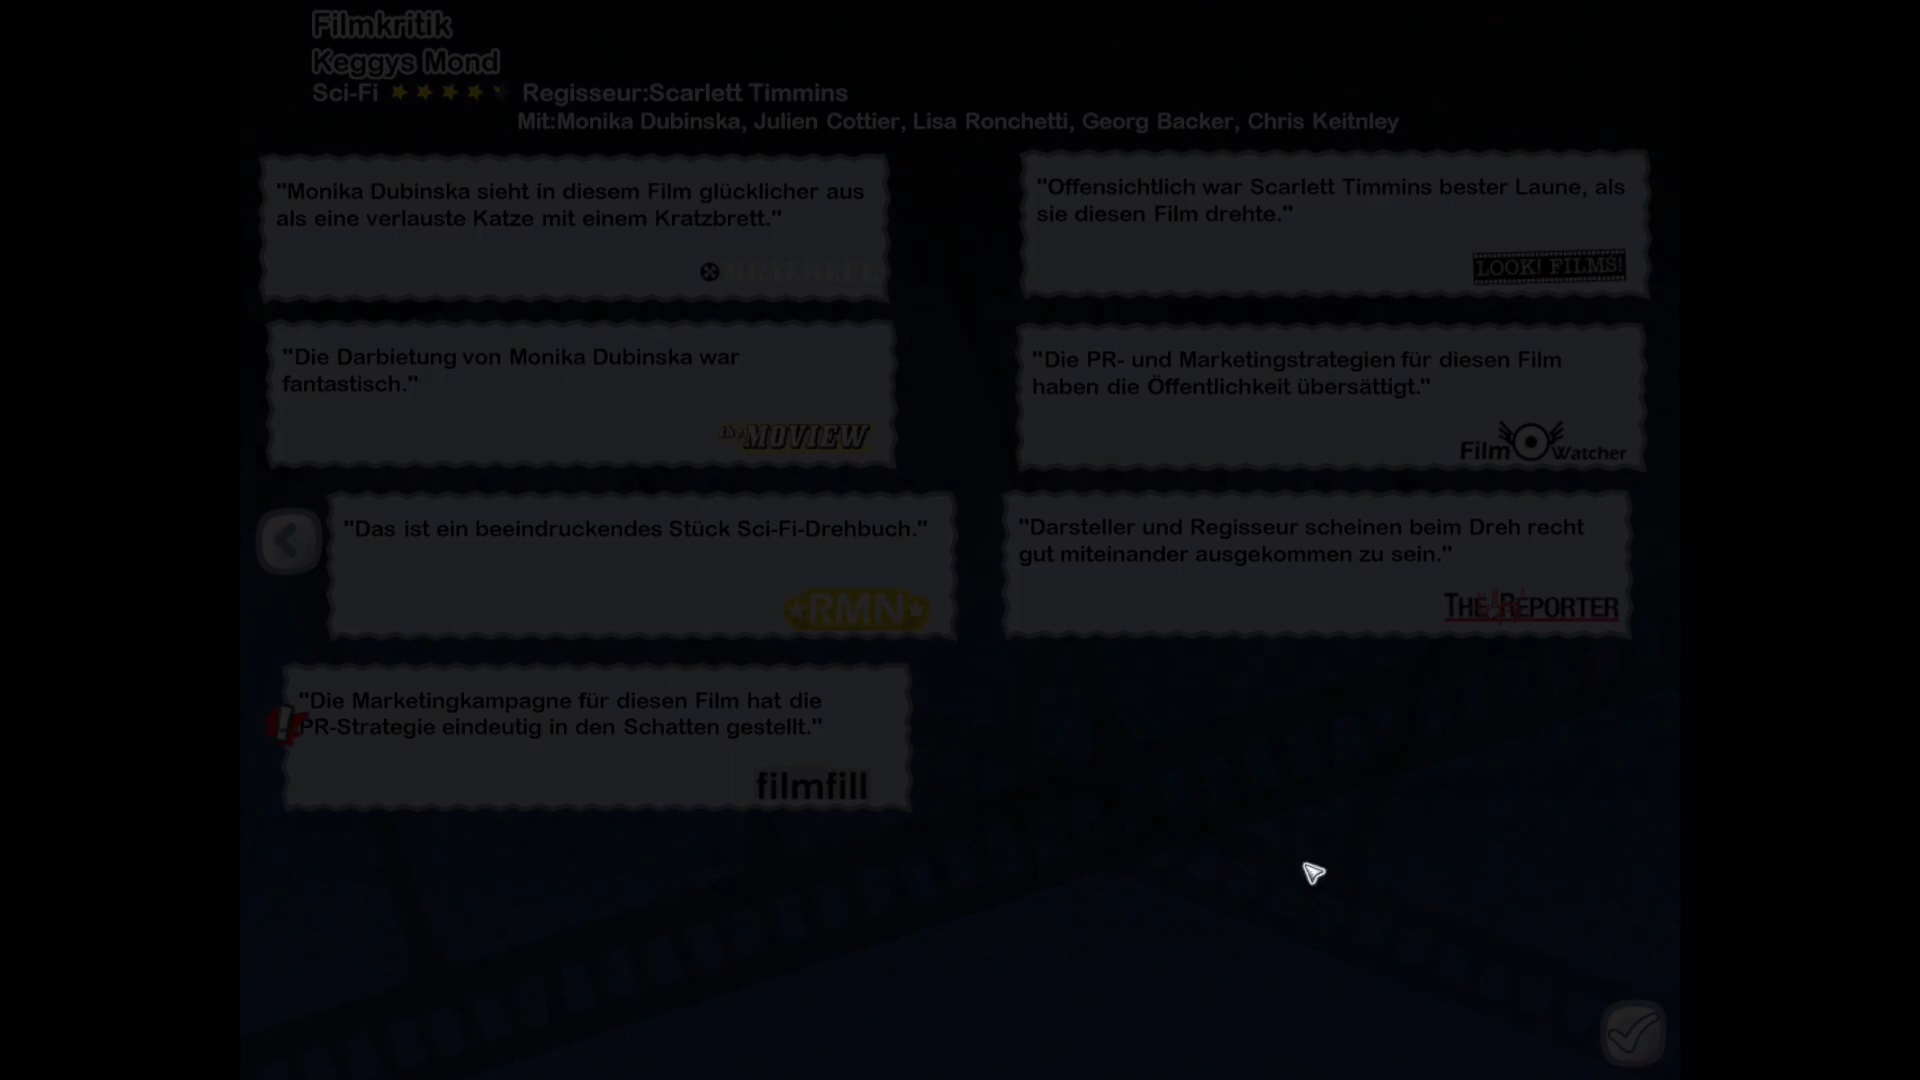 Filmkritik
Keggys Mond
Sci-Fi Regisseur:Scarlett Timmins
Mit:Monika Dubinska, Julien Cottier, Lisa Ronchetti, Georg Backer, Chris Keitnley
"Monika Dubinska sieht in diesem Film glücklicher aus
als eine verlauste Katze mit einem Kratzbrett."
"Offensichtlich war Scarlett Timmins bester Laune, als
sie diesen Film drehte."
LOOK! FILMS!
"Die Darbietung von Monika Dubinska war
fantastisch."
the MOVIEW
"Die PR- und Marketingstrategien für diesen Film
haben die Öffentlichkeit übersättigt."
Film Watcher
"Das ist ein beeindruckendes Stück Sci-Fi-Drehbuch."
RMN
"Darsteller und Regisseur scheinen beim Dreh recht
gut miteinander ausgekommen zu sein."
THE REPORTER
"Die Marketingkampagne für diesen Film hat die
PR-Strategie eindeutig in den Schatten gestellt."
filmfill